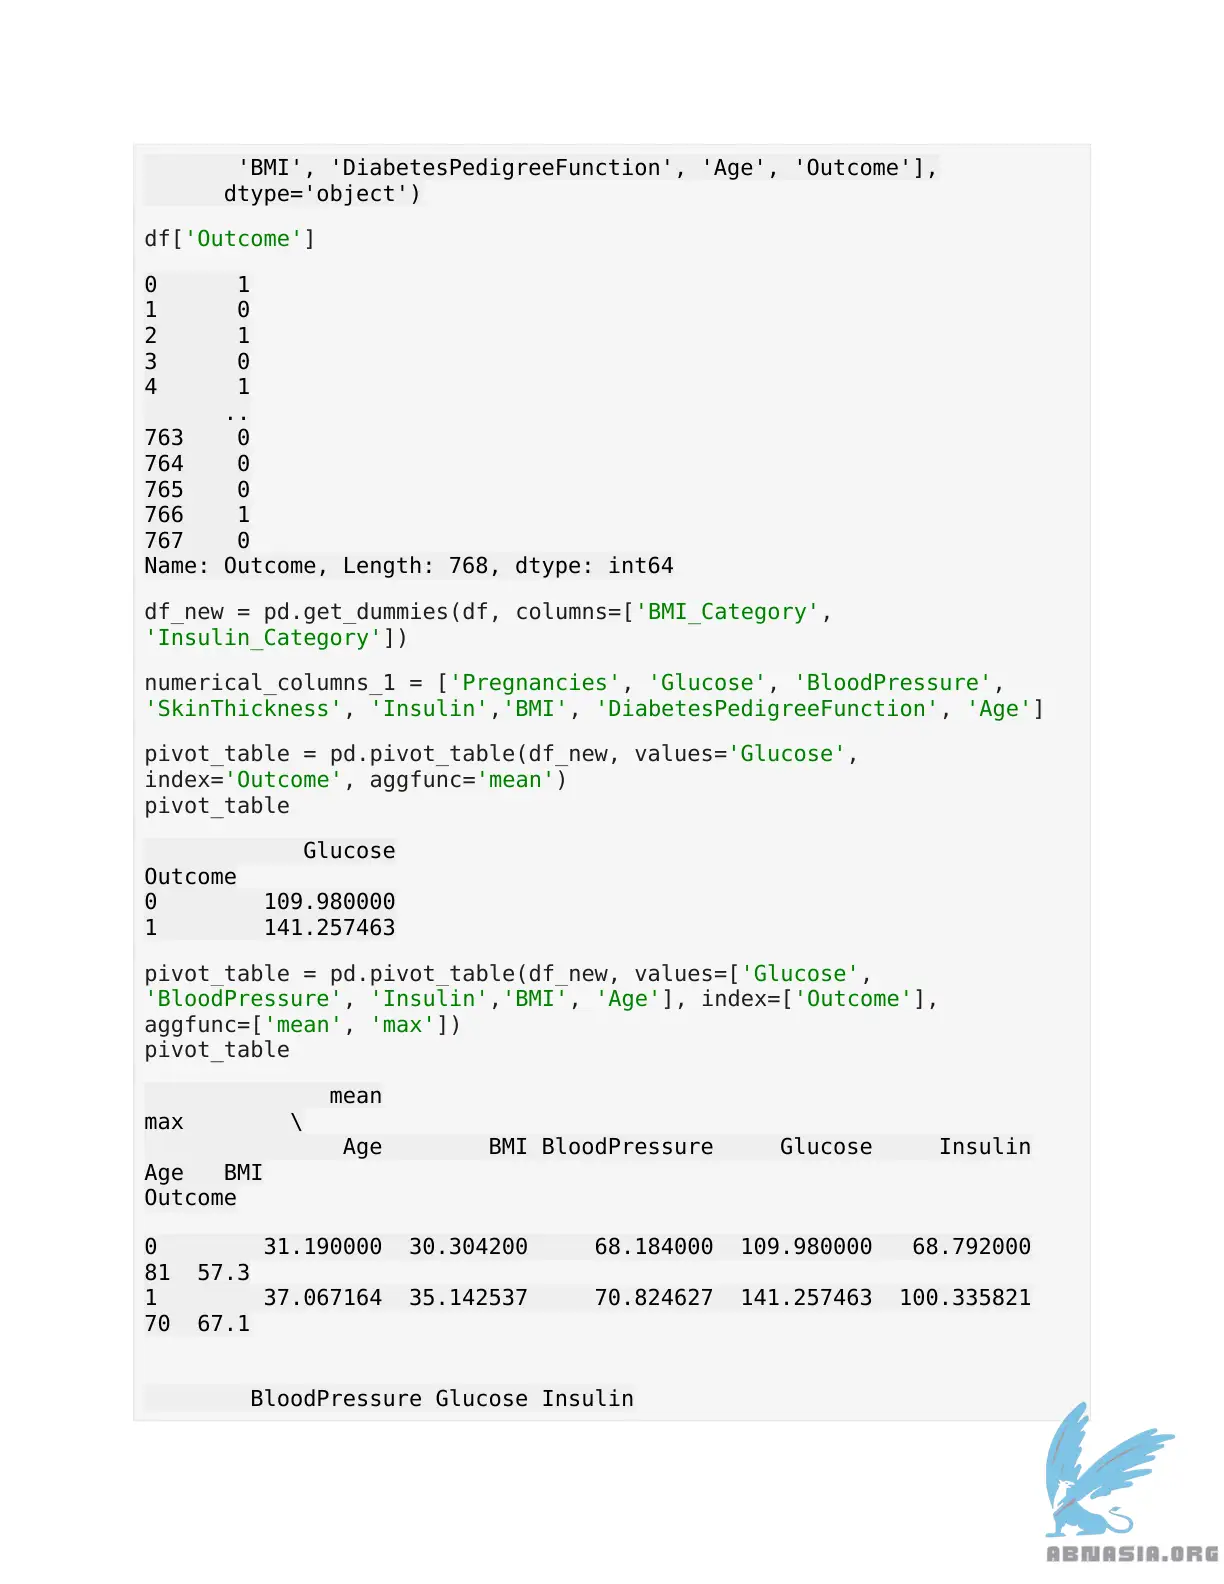 'BMI', 'DiabetesPedigreeFunction', 'Age', 'Outcome'],
dtype='object')
df['Outcome']
0 1
1 0
2 1
3 0
4 1
..
763 0
764 0
765 0
766 1
767 0
Name: Outcome, Length: 768, dtype: int64
df_new = pd.get_dummies(df, columns=['BMI_Category',
'Insulin_Category'])
numerical_columns_1 = ['Pregnancies', 'Glucose', 'BloodPressure',
'SkinThickness', 'Insulin','BMI', 'DiabetesPedigreeFunction', 'Age']
pivot_table = pd.pivot_table(df_new, values='Glucose',
index='Outcome', aggfunc='mean')
pivot_table
Glucose
Outcome
0 109.980000
1 141.257463
pivot_table = pd.pivot_table(df_new, values=['Glucose',
'BloodPressure', 'Insulin','BMI', 'Age'], index=['Outcome'],
aggfunc=['mean', 'max'])
pivot_table
mean
max \
Age BMI BloodPressure Glucose Insulin
Age BMI
Outcome
0 31.190000 30.304200 68.184000 109.980000 68.792000
81 57.3
1 37.067164 35.142537 70.824627 141.257463 100.335821
70 67.1
BloodPressure Glucose Insulin
ABNASIA.ORG